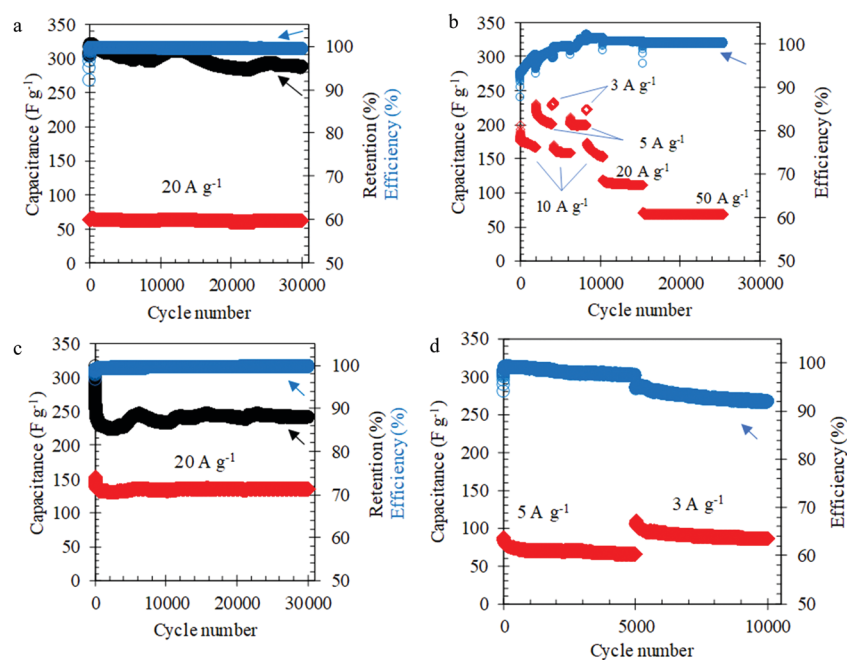 a
350
300
250
200
150
100
50
0
Capacitance (F g-1)
20 A g-1
0
10000
20000
30000
Cycle number
100
90
80
70
60
50
Retention (%)
Efficiency (%)
b
350
300
250
200
150
100
50
0
Capacitance (F g-1)
3 A g-1
5 A g-1
10 A g-1
20 A g-1
50 A g-1
0
10000
20000
30000
Cycle number
100
90
80
70
60
50
Efficiency (%)
c
350
300
250
200
150
100
50
0
Capacitance (F g-1)
20 A g-1
0
10000
20000
30000
Cycle number
100
90
80
70
60
50
Retention (%)
Efficiency (%)
d
350
300
250
200
150
100
50
0
Capacitance (F g-1)
5 A g-1
3 A g-1
0
5000
10000
Cycle number
100
90
80
70
60
50
Efficiency (%)